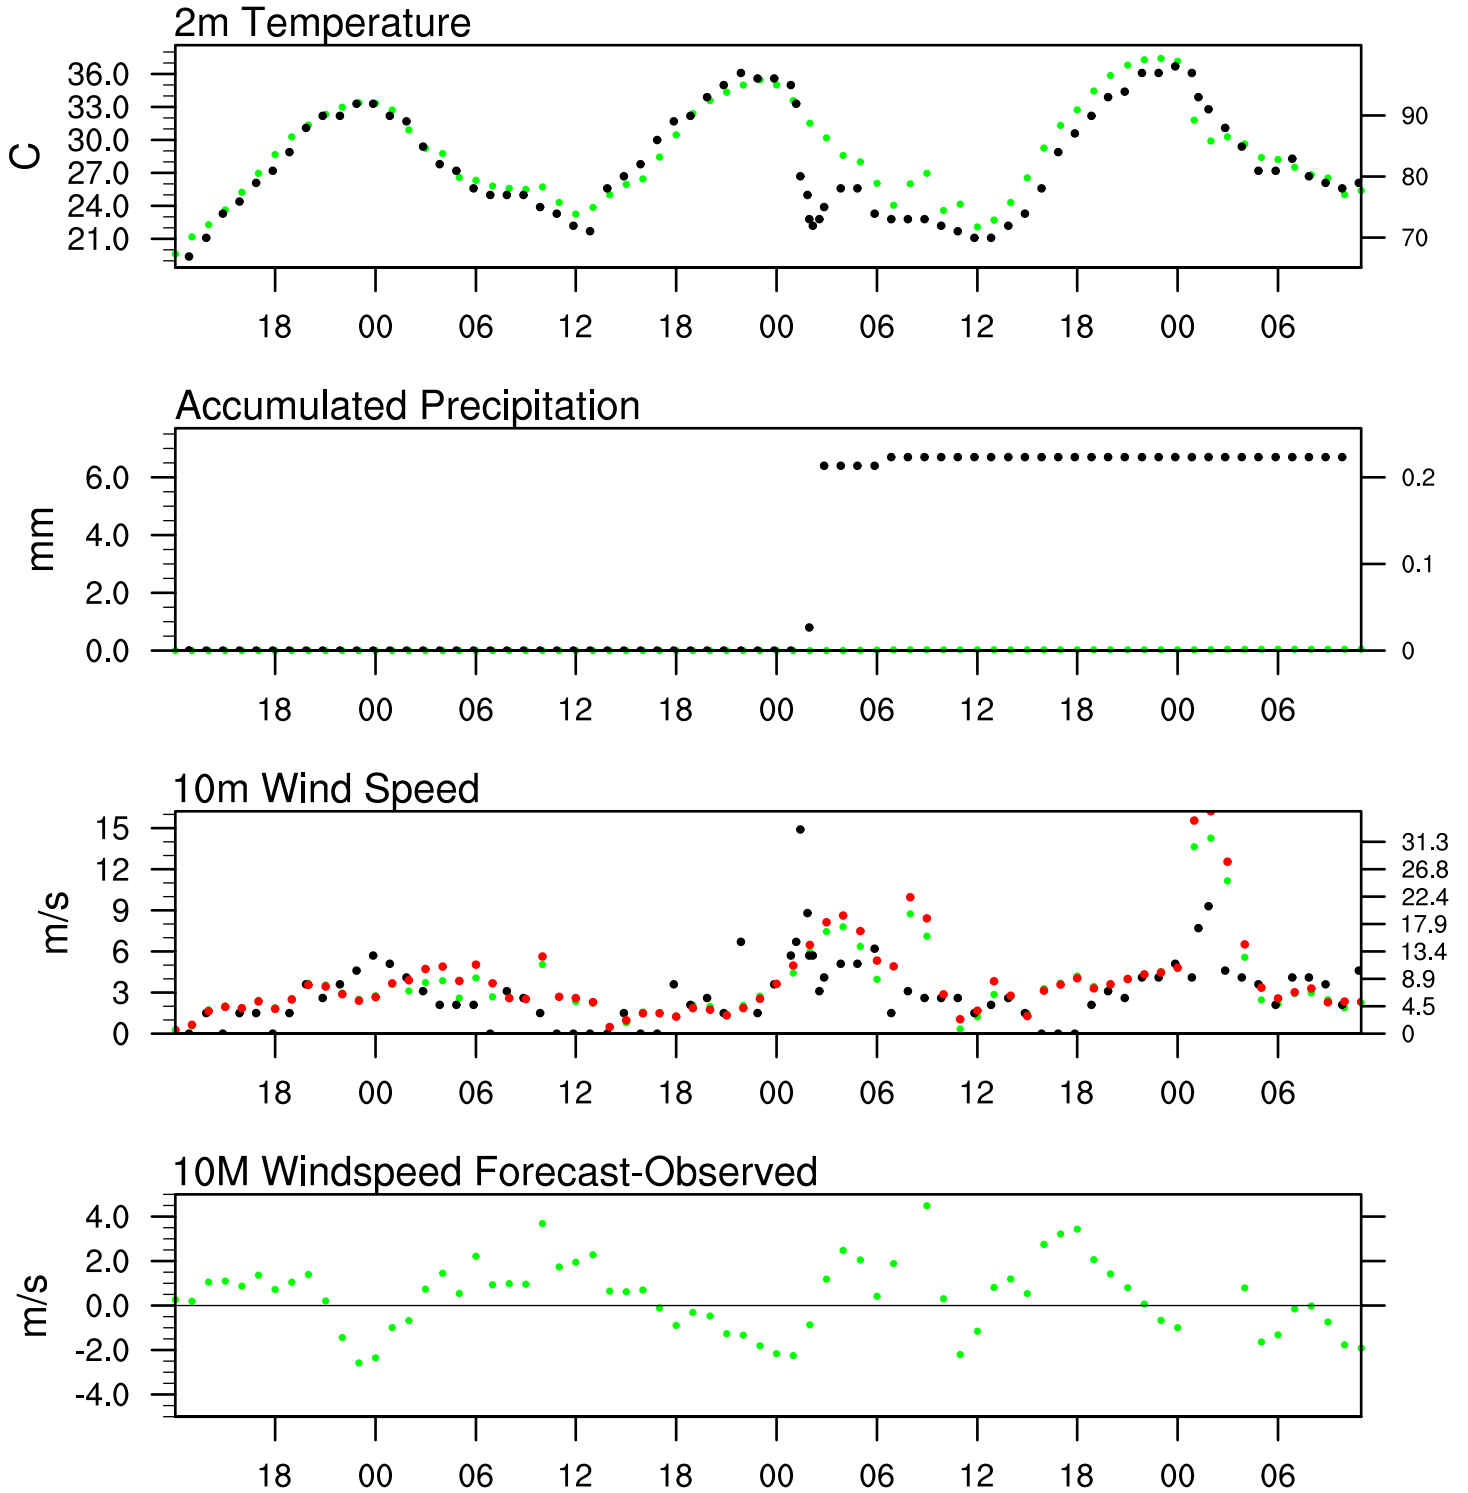 2m Temperature
36.0
33.0
30.0
27.0
24.0
21.0
C
90
80
70
18 00 06 12 18 00 06 12 18 00 06
Accumulated Precipitation
6.0
4.0
2.0
0.0
mm
0.2
0.1
0
18 00 06 12 18 00 06 12 18 00 06
10m Wind Speed
15
12
9
6
3
0
m/s
31.3
26.8
22.4
17.9
13.4
8.9
4.5
0
18 00 06 12 18 00 06 12 18 00 06
10M Windspeed Forecast-Observed
4.0
2.0
0.0
-2.0
-4.0
m/s
18 00 06 12 18 00 06 12 18 00 06